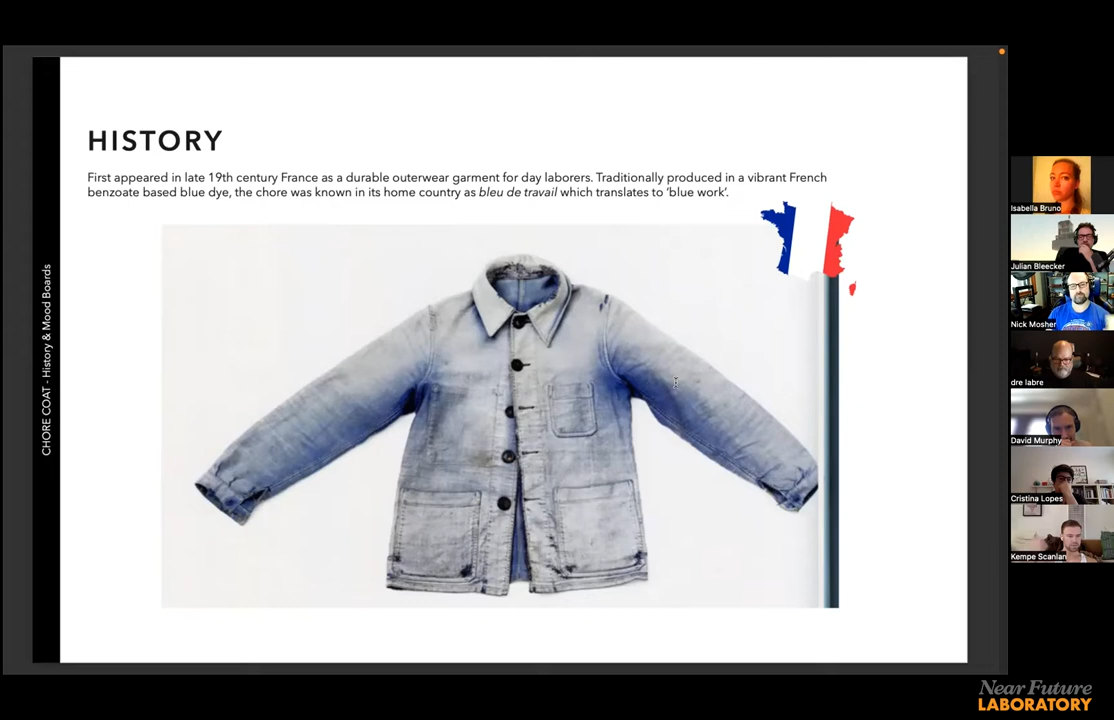 HISTORY
First appeared in late 19th century France as a durable outerwear garment for day laborers. Traditionally produced in a vibrant French
benzoate based blue dye, the chore was known in its home country as bleu de travail which translates to ‘blue work’.
CHORE COAT - History & Mood Boards
Isabella Bruno
Julian Bleecker
Nick Mosher
dre labre
David Murphy
Cristina Lopes
Kempe Scanlan
Near Future
LABORATORY